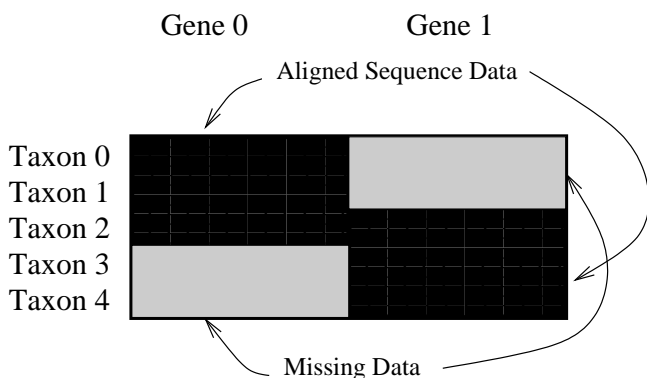 Gene 0 Gene 1
Aligned Sequence Data
Taxon 0
Taxon 1
Taxon 2
Taxon 3
Taxon 4
Missing Data